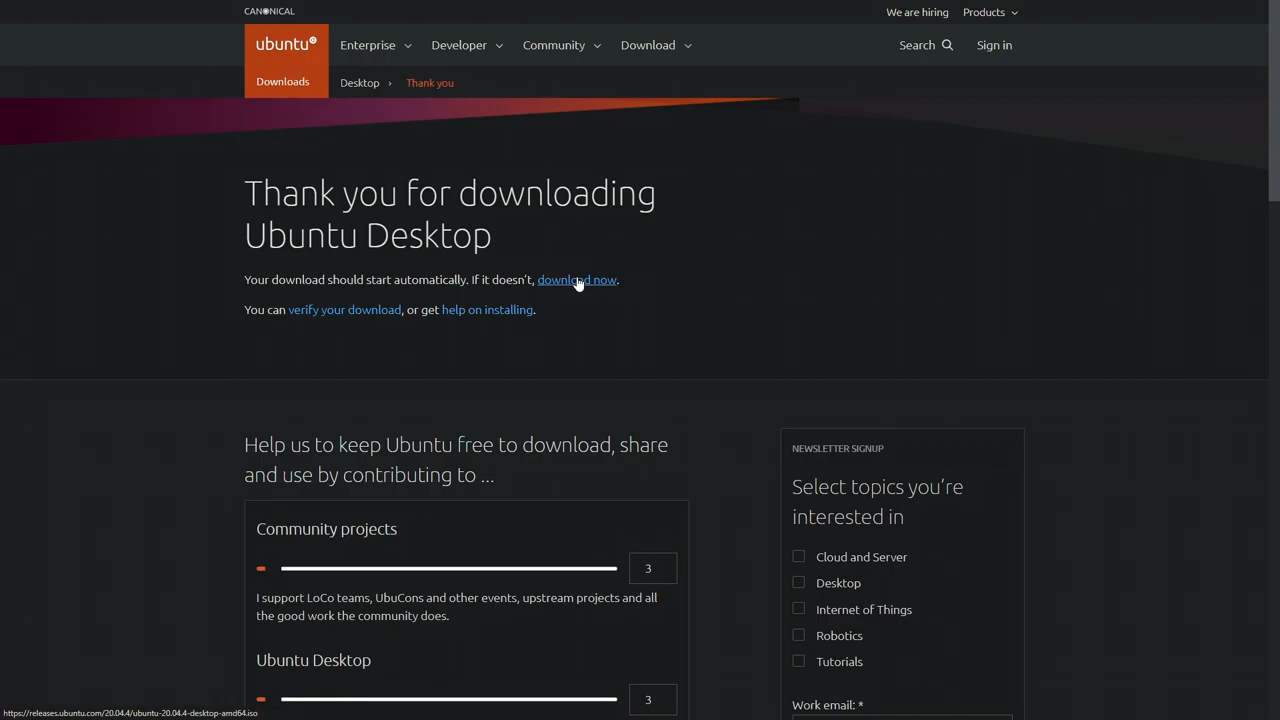 CANONICAL
We are hiring
Products
ubuntu
Enterprise
Developer
Community
Download
Search
Sign in
Downloads
Desktop
Thank you
Thank you for downloading
Ubuntu Desktop
Your download should start automatically. If it doesn't, download now.
You can verify your download, or get help on installing.
Help us to keep Ubuntu free to download, share
and use by contributing to ...
Community projects
3
I support LoCo teams, UbuCons and other events, upstream projects and all
the good work the community does.
Ubuntu Desktop
3
NEWSLETTER SIGNUP
Select topics you're
interested in
Cloud and Server
Desktop
Internet of Things
Robotics
Tutorials
Work email: *
https://releases.ubuntu.com/20.04.4/ubuntu-20.04.4-desktop-amd64.iso